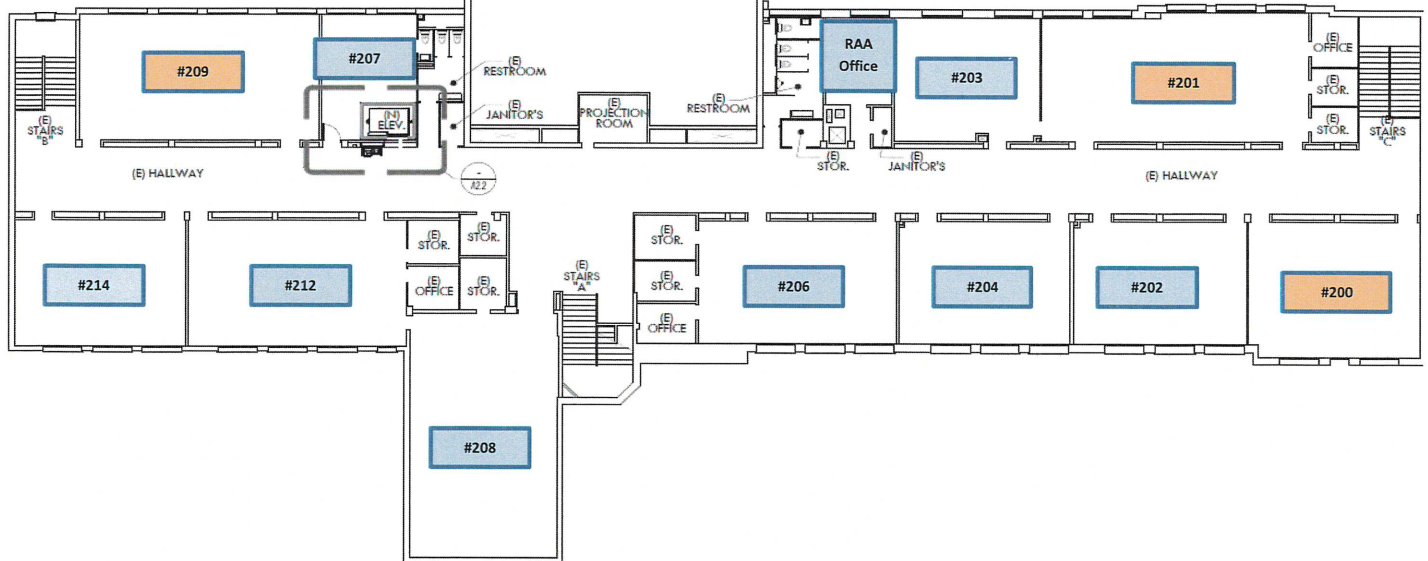 #209
#207
(E)
RESTROOM
(E)
JANITOR'S
(N)
ELEV.
(E)
PROJECTION
ROOM
(E)
RESTROOM
RAA
Office
#203
#201
(E)
OFFICE
(E)
STOR.
(E)
STOR.
(E)
STAIRS
"B"
(E)
STAIRS
"C"
(E)
STOR.
(E)
JANITOR'S
(E) HALLWAY
-
A2.2
(E) HALLWAY
#214
#212
(E)
STOR.
(E)
STOR.
(E)
OFFICE
(E)
STOR.
(E)
STAIRS
"A"
(E)
STOR.
(E)
STOR.
(E)
OFFICE
#206
#204
#202
#200
#208